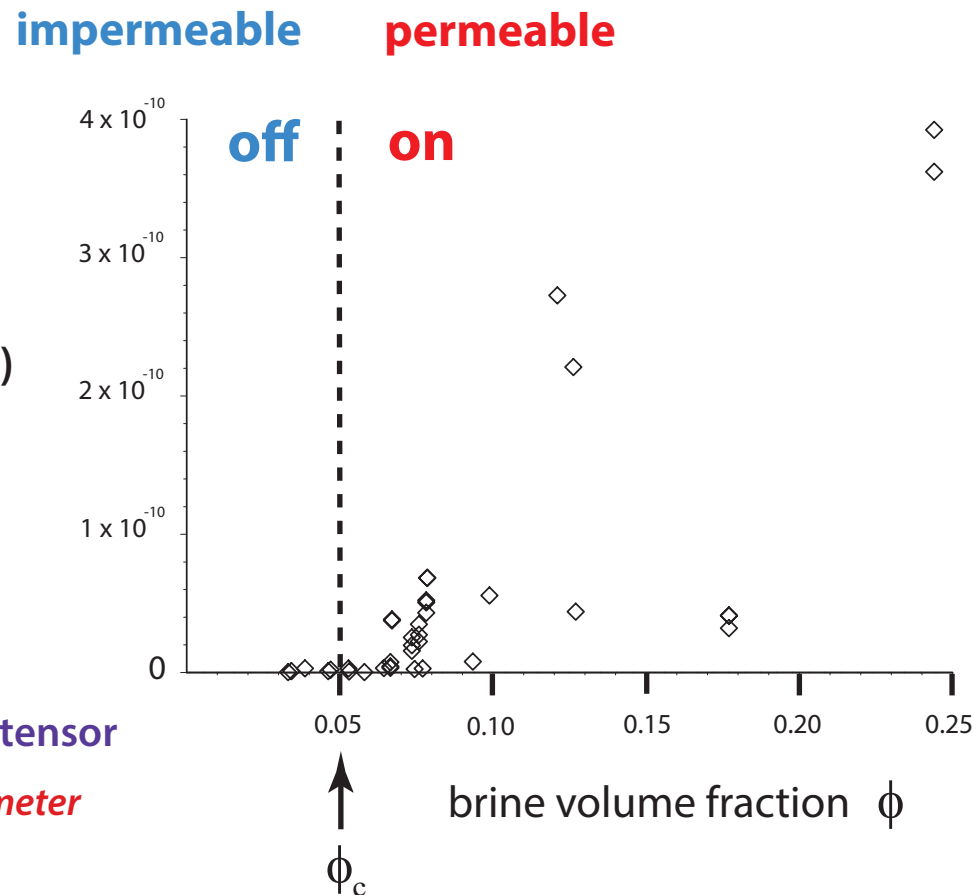 impermeable permeable
off on
4 x 10⁻¹⁰
3 x 10⁻¹⁰
)
2 x 10⁻¹⁰
1 x 10⁻¹⁰
0
0.05 0.10 0.15 0.20 0.25
tensor
meter
brine volume fraction ϕ
ϕc